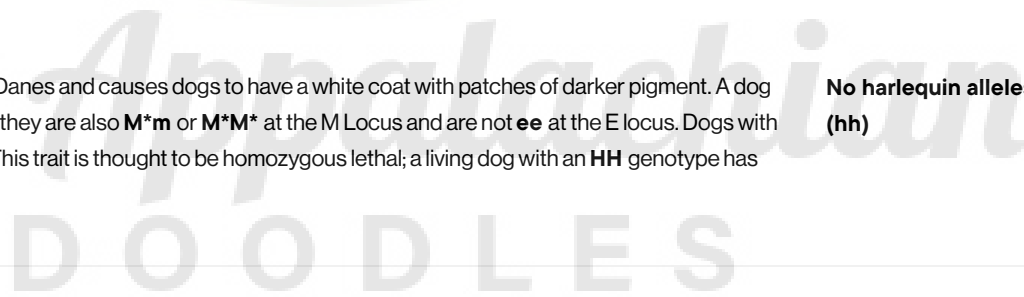 Danes and causes dogs to have a white coat with patches of darker pigment. A dog
they are also M*m or M*M* at the M Locus and are not ee at the E locus. Dogs with
This trait is thought to be homozygous lethal; a living dog with an HH genotype has
No harlequin alleles
(hh)
Appalachian
DOODLES